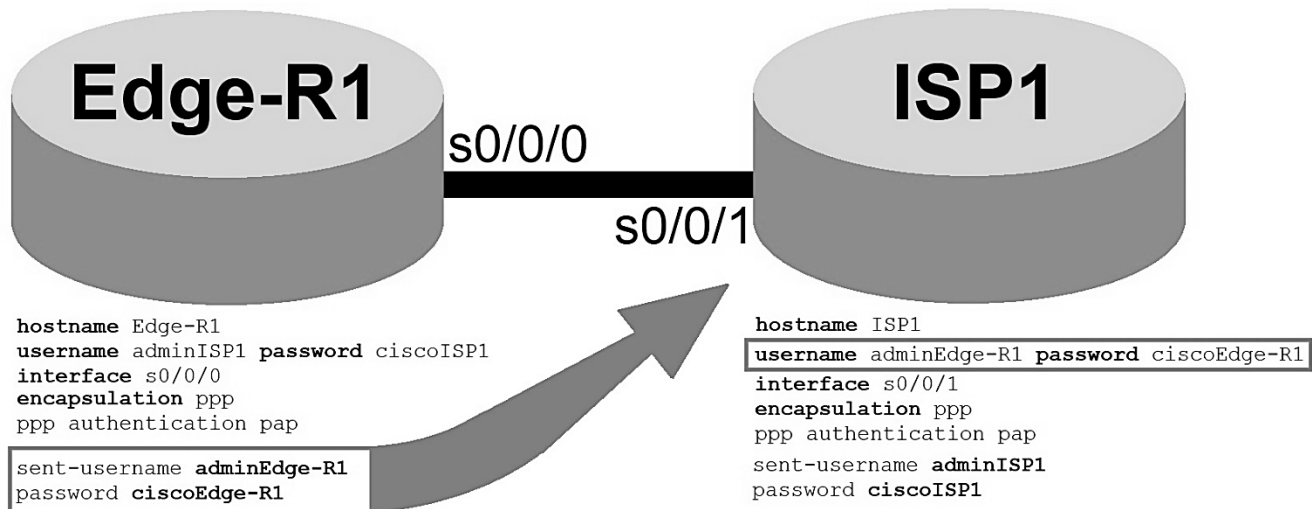 Edge-R1
ISP1
s0/0/0
s0/0/1
hostname Edge-R1
username adminISP1 password ciscoISP1
interface s0/0/0
encapsulation ppp
ppp authentication pap
sent-username adminEdge-R1
password ciscoEdge-R1
hostname ISP1
username adminEdge-R1 password ciscoEdge-R1
interface s0/0/1
encapsulation ppp
ppp authentication pap
sent-username adminISP1
password ciscoISP1